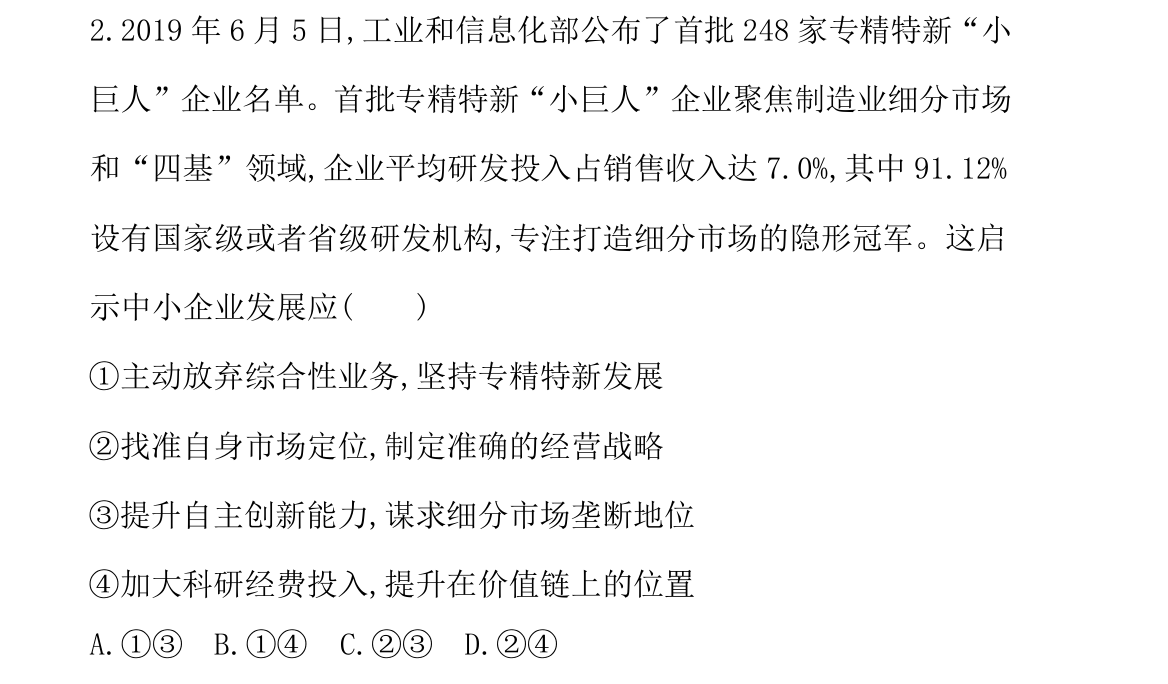 2.2019 年 6 月 5 日,工业和信息化部公布了首批 248 家专精特新“小
巨人”企业名单。首批专精特新“小巨人”企业聚焦制造业细分市场
和“四基”领域,企业平均研发投入占销售收入达 7.0%,其中 91.12%
设有国家级或者省级研发机构,专注打造细分市场的隐形冠军。这启
示中小企业发展应(　　)
①主动放弃综合性业务,坚持专精特新发展
②找准自身市场定位,制定准确的经营战略
③提升自主创新能力,谋求细分市场垄断地位
④加大科研经费投入,提升在价值链上的位置
A.①③　B.①④　C.②③　D.②④